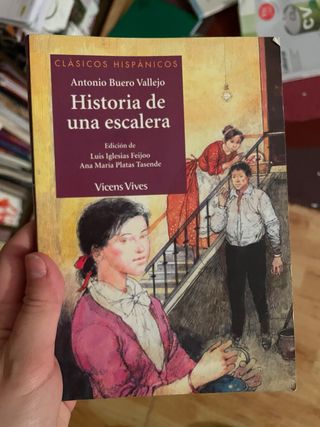 CLÁSICOS HISPÁNICOS
Antonio Buero Vallejo
Historia de
una escalera
Edición de
Luis Iglesias Feijoo
Ana María Platas Tasende
Vicens Vives